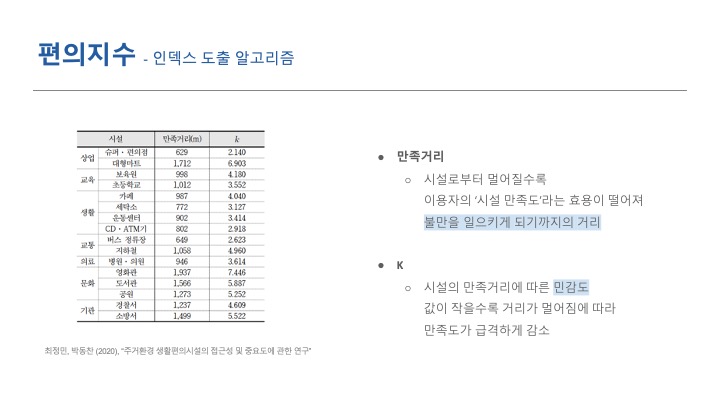 편의지수 - 인덱스 도출 알고리즘
시설 만족거리(m) k
상업 슈퍼·편의점 629 2.140
대형마트 1,712 6.903
교육 보육원 998 4.180
초등학교 1,012 3.552
생활 카페 987 4.040
세탁소 772 3.127
운동센터 902 3.414
CD·ATM기 802 2.918
교통 버스 정류장 649 2.623
지하철 1,058 4.960
의료 병원·의원 946 3.614
문화 영화관 1,937 7.446
도서관 1,566 5.887
공원 1,273 5.252
기관 경찰서 1,237 4.609
소방서 1,499 5.522
최정민, 박동찬 (2020), "주거환경 생활편의시설의 접근성 및 중요도에 관한 연구"
● 만족거리
○ 시설로부터 멀어질수록
이용자의 '시설 만족도'라는 효용이 떨어져
불만을 일으키게 되기까지의 거리
● K
○ 시설의 만족거리에 따른 민감도
값이 작을수록 거리가 멀어짐에 따라
만족도가 급격하게 감소